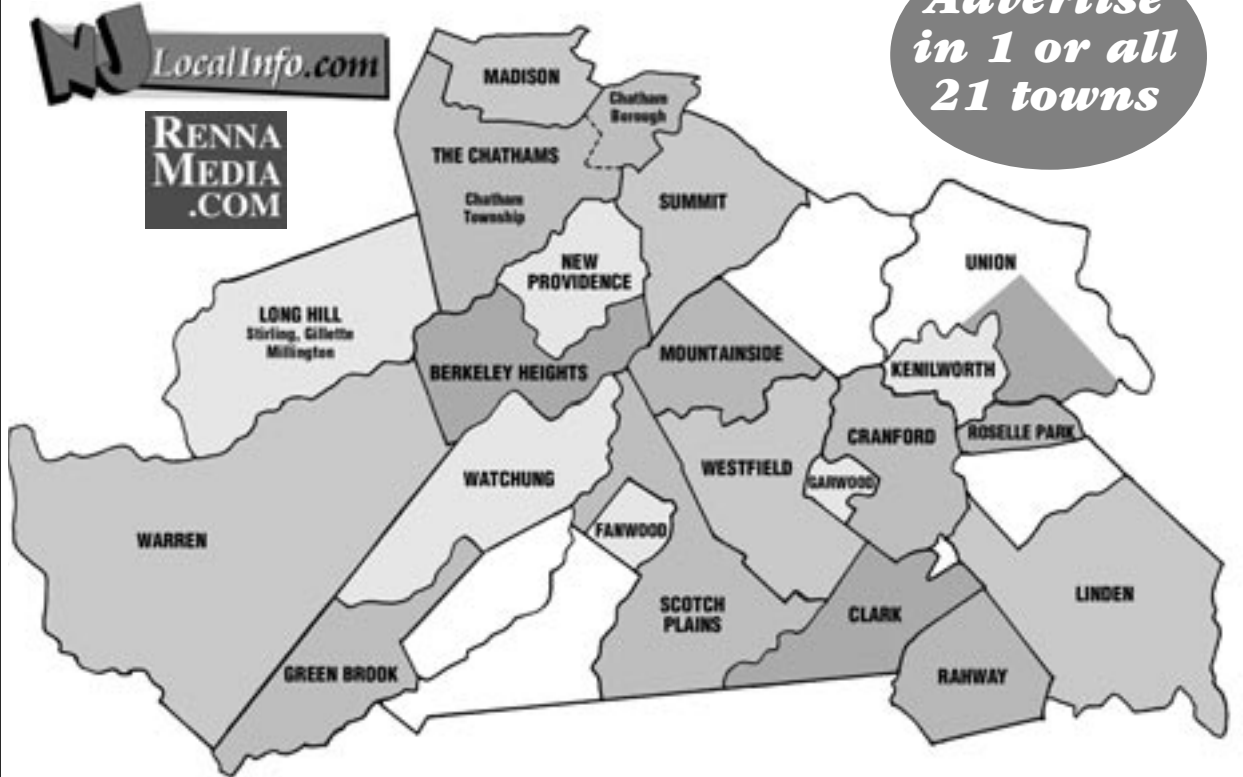 NJ LocalInfo.com
RENNA
MEDIA
.COM
Advertise
in 1 or all
21 towns
MADISON
Chatham
Borough
THE CHATHAMS
Chatham
Township
SUMMIT
NEW
PROVIDENCE
UNION
LONG HILL
Stirling, Gillette
Millington
MOUNTAINSIDE
BERKELEY HEIGHTS
KENILWORTH
CRANFORD
ROSELLE PARK
WATCHUNG
WESTFIELD
GARWOOD
FANWOOD
WARREN
SCOTCH
PLAINS
CLARK
LINDEN
GREEN BROOK
RAHWAY